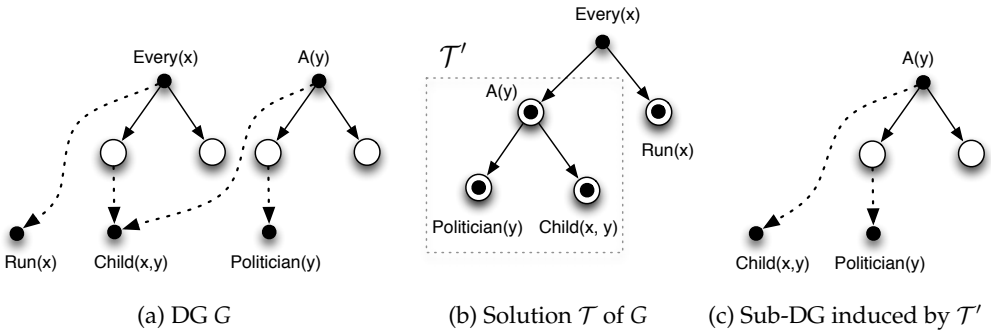 Every(x)
A(y)
Run(x)
Child(x,y)
Politician(y)
(a) DG G
Every(x)
𝒯′
A(y)
Run(x)
Politician(y)
Child(x, y)
(b) Solution 𝒯 of G
A(y)
Child(x,y)
Politician(y)
(c) Sub-DG induced by 𝒯′